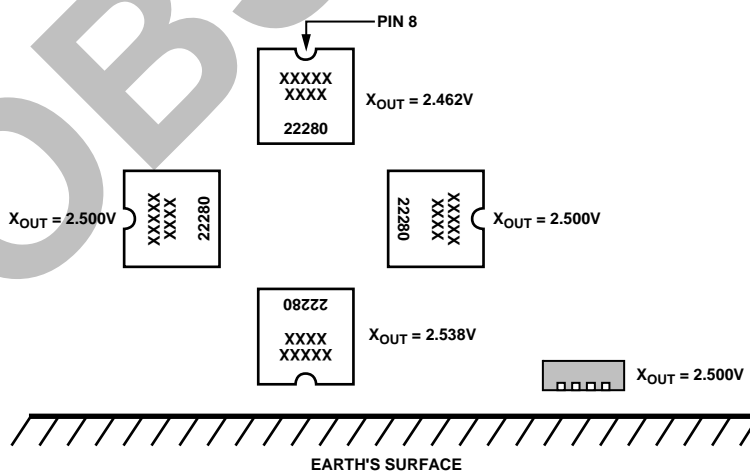 PIN 8
XXXXX
XXXX
22280
XOUT = 2.462V
XOUT = 2.500V
XXXXX
XXXX
22280
22280
XXXX
XXXXX
XOUT = 2.500V
22280
XXXX
XXXXX
XOUT = 2.538V
XOUT = 2.500V
EARTH'S SURFACE